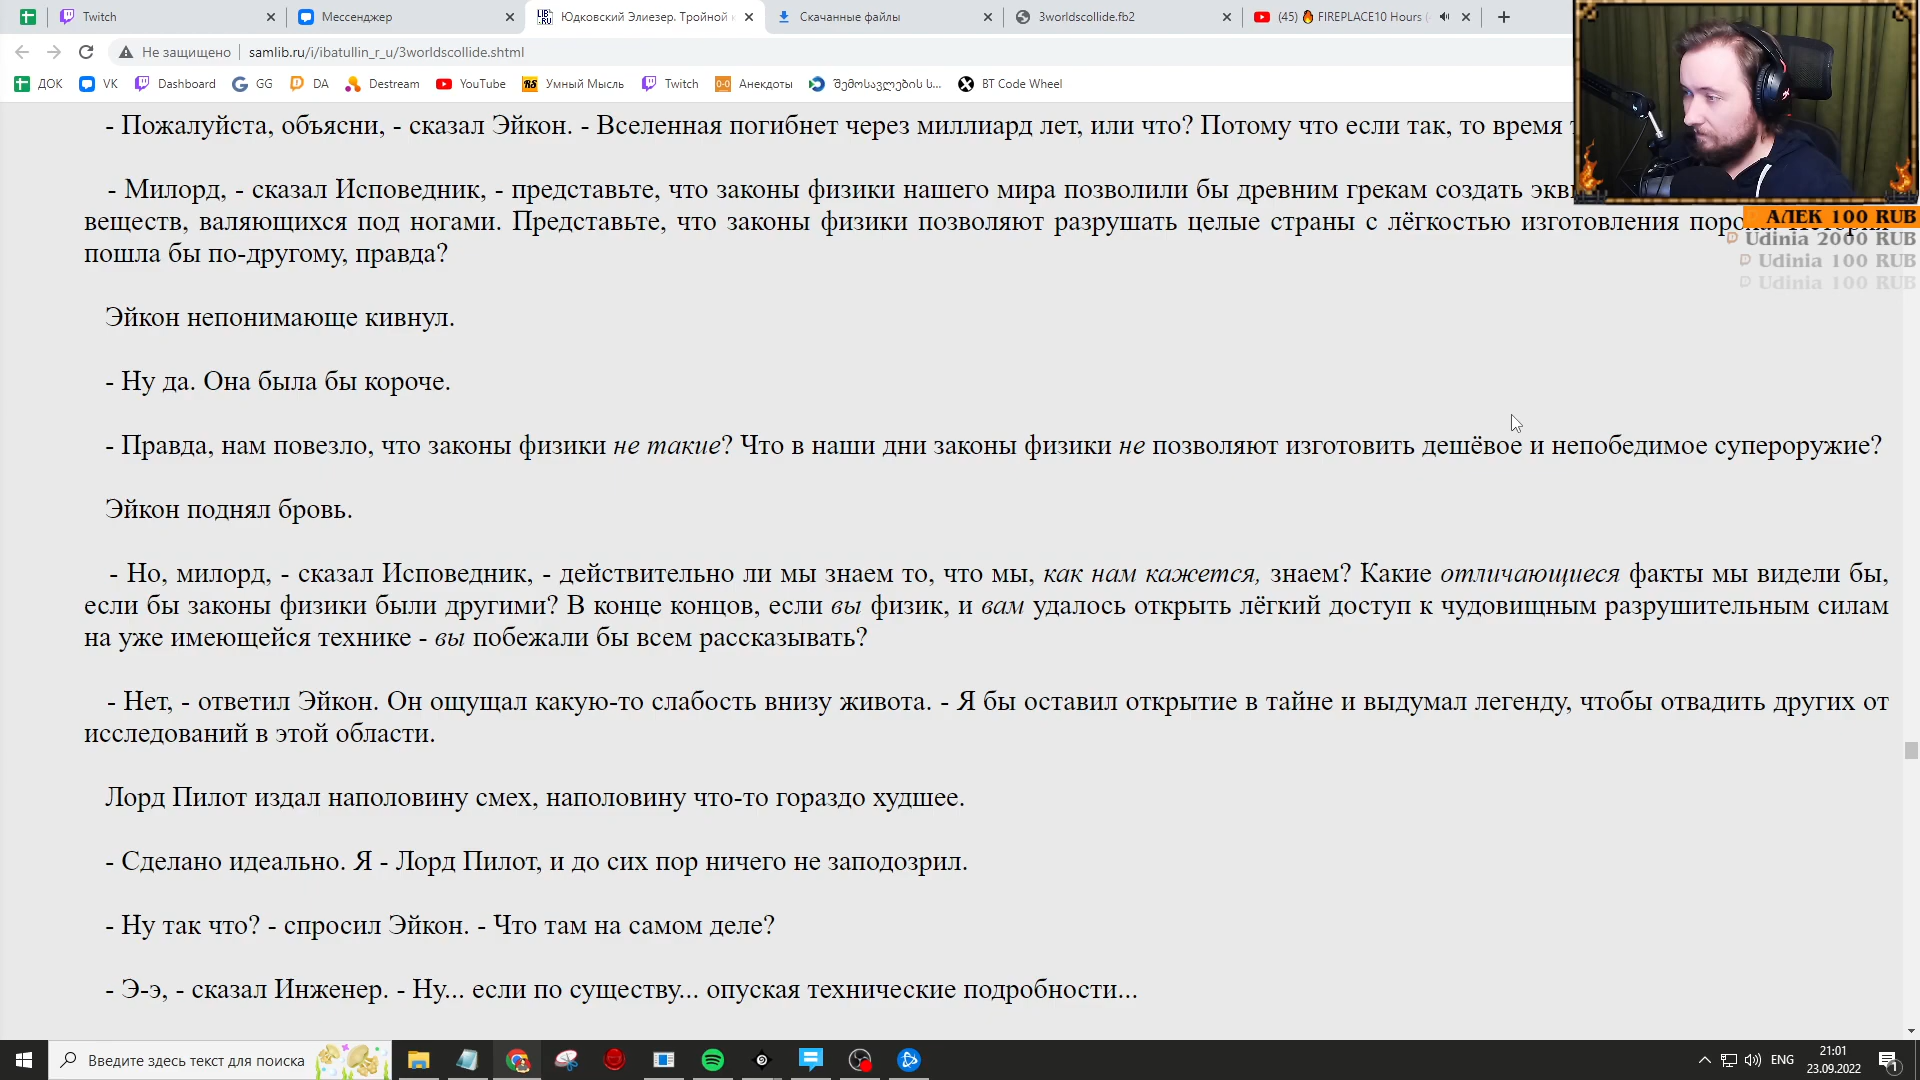 Twitch
Мессенджер
Юдковский Элиезер. Тройной
Скачанные файлы
3worldscollide.fb2
(45) 🔥 FIREPLACE10 Hours
Не защищено
samlib.ru/i/ibatullin_r_u/3worldscollide.shtml
ДОК VK Dashboard GG DA Destream YouTube Умный Мысль Twitch Анекдоты შემოსავლების ს... BT Code Wheel
- Пожалуйста, объясни, - сказал Эйкон. - Вселенная погибнет через миллиард лет, или что? Потому что если так, то время
- Милорд, - сказал Исповедник, - представьте, что законы физики нашего мира позволили бы древним грекам создать
веществ, валяющихся под ногами. Представьте, что законы физики позволяют разрушать целые страны с лёгкостью изготовления
пошла бы по-другому, правда?
Эйкон непонимающе кивнул.
- Ну да. Она была бы короче.
- Правда, нам повезло, что законы физики не такие? Что в наши дни законы физики не позволяют изготовить дешёвое и непобедимое супероружие?
Эйкон поднял бровь.
- Но, милорд, - сказал Исповедник, - действительно ли мы знаем то, что мы, как нам кажется, знаем? Какие отличающиеся факты мы видели бы,
если бы законы физики были другими? В конце концов, если вы физик, и вам удалось открыть лёгкий доступ к чудовищным разрушительным силам
на уже имеющейся технике - вы побежали бы всем рассказывать?
- Нет, - ответил Эйкон. Он ощущал какую-то слабость внизу живота. - Я бы оставил открытие в тайне и выдумал легенду, чтобы отвадить других от
исследований в этой области.
Лорд Пилот издал наполовину смех, наполовину что-то гораздо худшее.
- Сделано идеально. Я - Лорд Пилот, и до сих пор ничего не заподозрил.
- Ну так что? - спросил Эйкон. - Что там на самом деле?
- Э-э, - сказал Инженер. - Ну... если по существу... опуская технические подробности...
АЛЕК 100 RUB
Udinia 2000 RUB
Udinia 100 RUB
Udinia 100 RUB
Введите здесь текст для поиска
ENG
21:01
23.09.2022
1